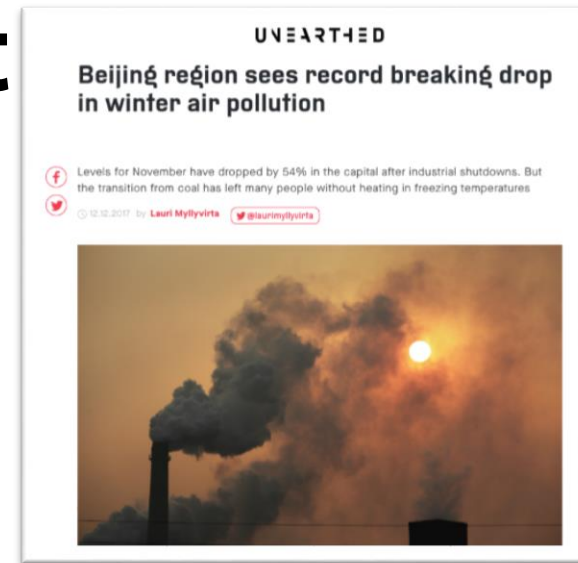 UNEARTHED
Beijing region sees record breaking drop
in winter air pollution
Levels for November have dropped by 54% in the capital after industrial shutdowns. But
the transition from coal has left many people without heating in freezing temperatures
12.12.2017 by Lauri Myllyvirta @laurimyllyvirta